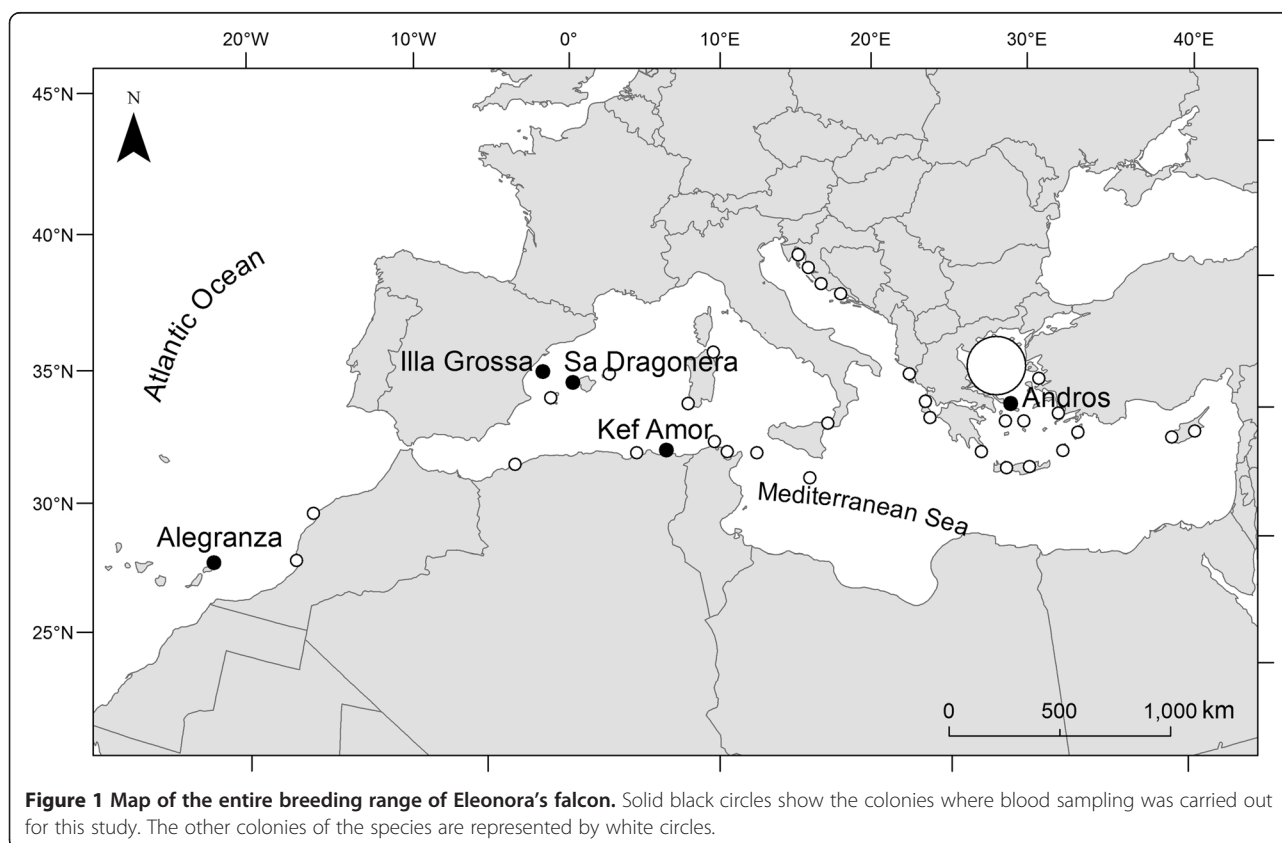 20°W 10°W 0° 10°E 20°E 30°E 40°E
45°N
N
40°N
Atlantic Ocean
35°N
Illa Grossa Sa Dragonera
Andros
Kef Amor
30°N
Mediterranean Sea
Alegranza
25°N
0 500 1,000 km
Figure 1 Map of the entire breeding range of Eleonora's falcon. Solid black circles show the colonies where blood sampling was carried out
for this study. The other colonies of the species are represented by white circles.